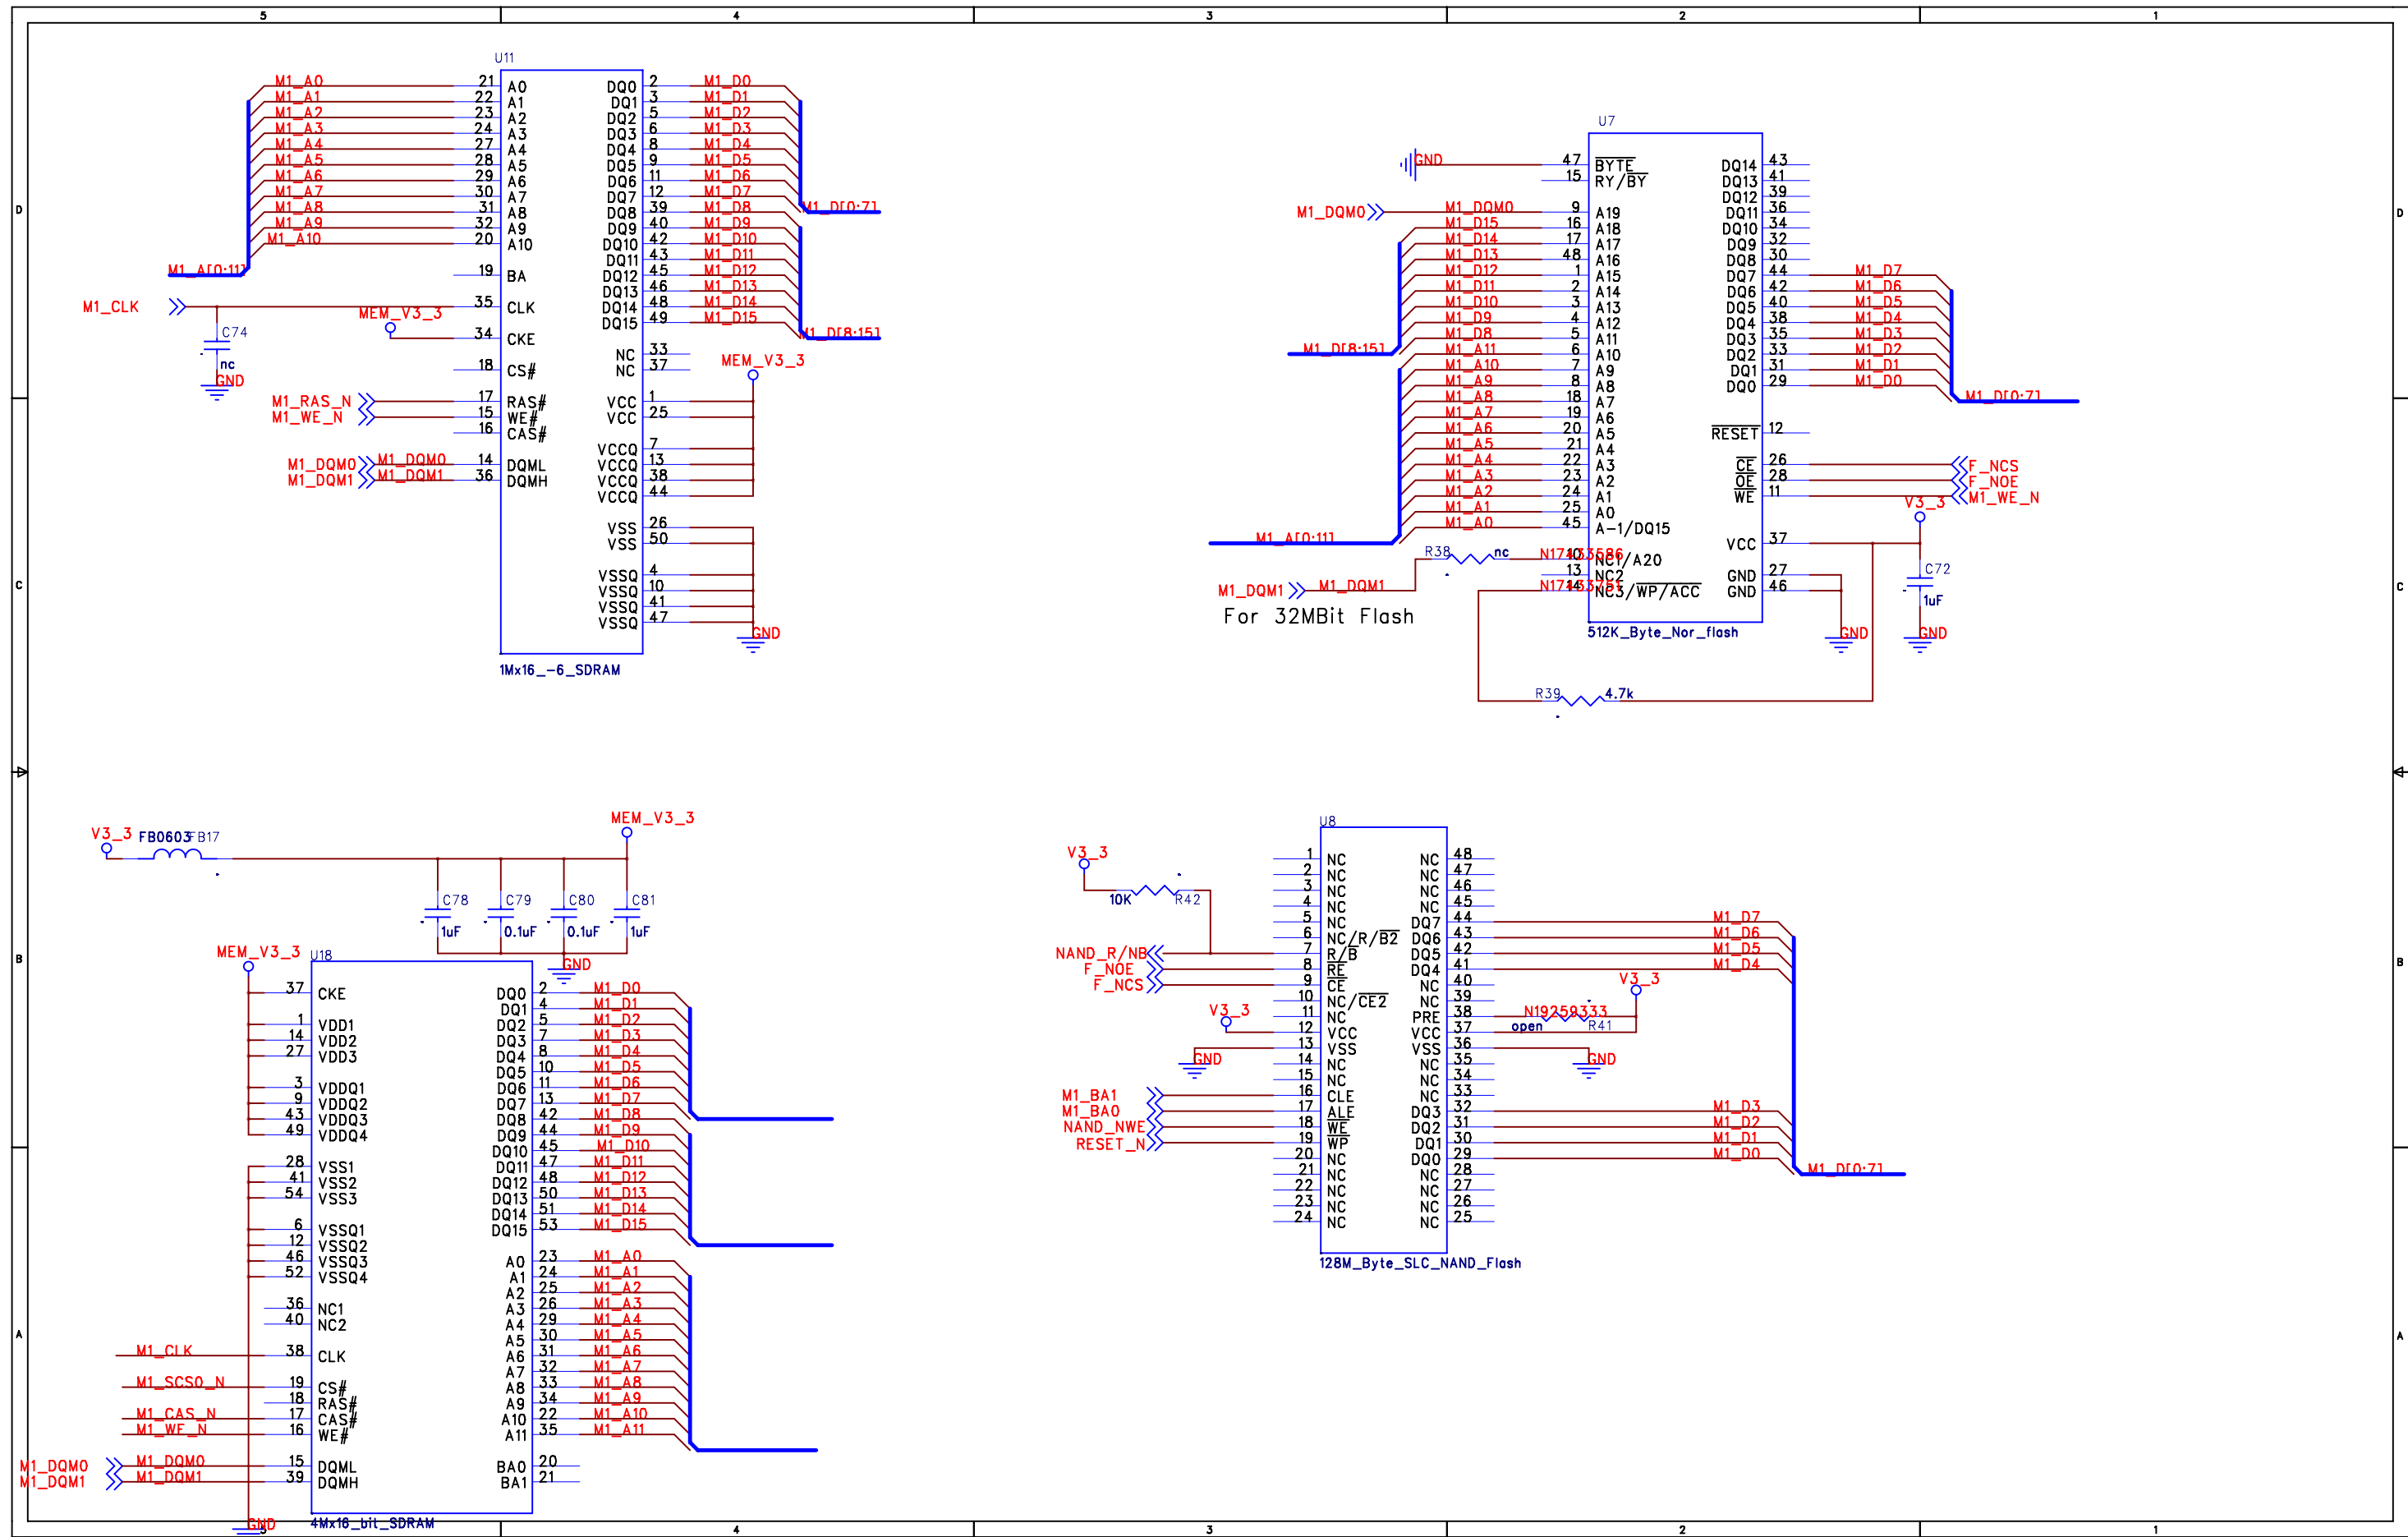 5 4 3 2 1
D D
C C
B B
A A
U11
M1_A0 21 A0 DQ0 2 M1_D0
M1_A1 22 A1 DQ1 3 M1_D1
M1_A2 23 A2 DQ2 5 M1_D2
M1_A3 24 A3 DQ3 6 M1_D3
M1_A4 27 A4 DQ4 8 M1_D4
M1_A5 28 A5 DQ5 9 M1_D5
M1_A6 29 A6 DQ6 11 M1_D6
M1_A7 30 A7 DQ7 12 M1_D7
M1_A8 31 A8 DQ8 39 M1_D8
M1_D[0:7]
M1_A9 32 A9 DQ9 40 M1_D9
M1_A10 20 A10 DQ10 42 M1_D10
DQ11 43 M1_D11
M1_A[0:11] 19 BA DQ12 45 M1_D12
DQ13 46 M1_D13
M1_CLK 35 CLK DQ14 48 M1_D14
MEM_V3_3 DQ15 49 M1_D15
C74 34 CKE M1_D[8:15]
nc NC 33
GND 18 CS# NC 37 MEM_V3_3
M1_RAS_N 17 RAS# VCC 1
M1_WE_N 15 WE# VCC 25
16 CAS#
VCCQ 7
M1_DQM0 M1_DQM0 14 DQML VCCQ 13
M1_DQM1 M1_DQM1 36 DQMH VCCQ 38
VCCQ 44
VSS 26
VSS 50
VSSQ 4
VSSQ 10
VSSQ 41
VSSQ 47
GND
1Mx16_-6_SDRAM
U7
GND 47 BYTE DQ14 43
15 RY/BY DQ13 41
DQ12 39
M1_DQM0 M1_DQM0 9 A19 DQ11 36
M1_D15 16 A18 DQ10 34
M1_D14 17 A17 DQ9 32
M1_D13 48 A16 DQ8 30
M1_D12 1 A15 DQ7 44 M1_D7
M1_D11 2 A14 DQ6 42 M1_D6
M1_D10 3 A13 DQ5 40 M1_D5
M1_D9 4 A12 DQ4 38 M1_D4
M1_D8 5 A11 DQ3 35 M1_D3
M1_D[8:15] M1_A11 6 A10 DQ2 33 M1_D2
M1_A10 7 A9 DQ1 31 M1_D1
M1_A9 8 A8 DQ0 29 M1_D0
M1_A8 18 A7 M1_D[0:7]
M1_A7 19 A6
M1_A6 20 A5 RESET 12
M1_A5 21 A4
M1_A4 22 A3 CE 26 F_NCS
M1_A3 23 A2 OE 28 F_NOE
M1_A2 24 A1 WE 11 M1_WE_N
M1_A1 25 A0 V3_3
M1_A0 45 A-1/DQ15
M1_A[0:11] VCC 37
R38 nc N17433586 10 NC1/A20
13 NC2 GND 27 C72
M1_DQM1 M1_DQM1 N17433751 14 NC3/WP/ACC GND 46 1uF
For 32MBit Flash
512K_Byte_Nor_flash GND GND
R39 4.7k
V3_3 FB0603 FB17 MEM_V3_3
C78 C79 C80 C81
1uF 0.1uF 0.1uF 1uF
GND
MEM_V3_3 U18
37 CKE DQ0 2 M1_D0
DQ1 4 M1_D1
1 VDD1 DQ2 5 M1_D2
14 VDD2 DQ3 7 M1_D3
27 VDD3 DQ4 8 M1_D4
DQ5 10 M1_D5
3 VDDQ1 DQ6 11 M1_D6
9 VDDQ2 DQ7 13 M1_D7
43 VDDQ3 DQ8 42 M1_D8
49 VDDQ4 DQ9 44 M1_D9
DQ10 45 M1_D10
28 VSS1 DQ11 47 M1_D11
41 VSS2 DQ12 48 M1_D12
54 VSS3 DQ13 50 M1_D13
DQ14 51 M1_D14
6 VSSQ1 DQ15 53 M1_D15
12 VSSQ2
46 VSSQ3 A0 23 M1_A0
52 VSSQ4 A1 24 M1_A1
A2 25 M1_A2
36 NC1 A3 26 M1_A3
40 NC2 A4 29 M1_A4
A5 30 M1_A5
M1_CLK 38 CLK A6 31 M1_A6
A7 32 M1_A7
M1_SCS0_N 19 CS# A8 33 M1_A8
18 RAS# A9 34 M1_A9
M1_CAS_N 17 CAS# A10 22 M1_A10
M1_WE_N 16 WE# A11 35 M1_A11
M1_DQM0 M1_DQM0 15 DQML BA0 20
M1_DQM1 M1_DQM1 39 DQMH BA1 21
GND 4Mx16_bit_SDRAM
U8
V3_3 1 NC NC 48
2 NC NC 47
10K R42 3 NC NC 46
4 NC NC 45
5 NC DQ7 44 M1_D7
6 NC/R/B2 DQ6 43 M1_D6
NAND_R/NB 7 R/B DQ5 42 M1_D5
F_NOE 8 RE DQ4 41 M1_D4
F_NCS 9 CE NC 40 V3_3
10 NC/CE2 NC 39
V3_3 11 NC PRE 38 N19259333
12 VCC VCC 37 open R41
13 VSS VSS 36
GND 14 NC NC 35 GND
15 NC NC 34
M1_BA1 16 CLE NC 33
M1_BA0 17 ALE DQ3 32 M1_D3
NAND_NWE 18 WE DQ2 31 M1_D2
RESET_N 19 WP DQ1 30 M1_D1
20 NC DQ0 29 M1_D0
21 NC NC 28 M1_D[0:7]
22 NC NC 27
23 NC NC 26
24 NC NC 25
128M_Byte_SLC_NAND_Flash
5 4 3 2 1